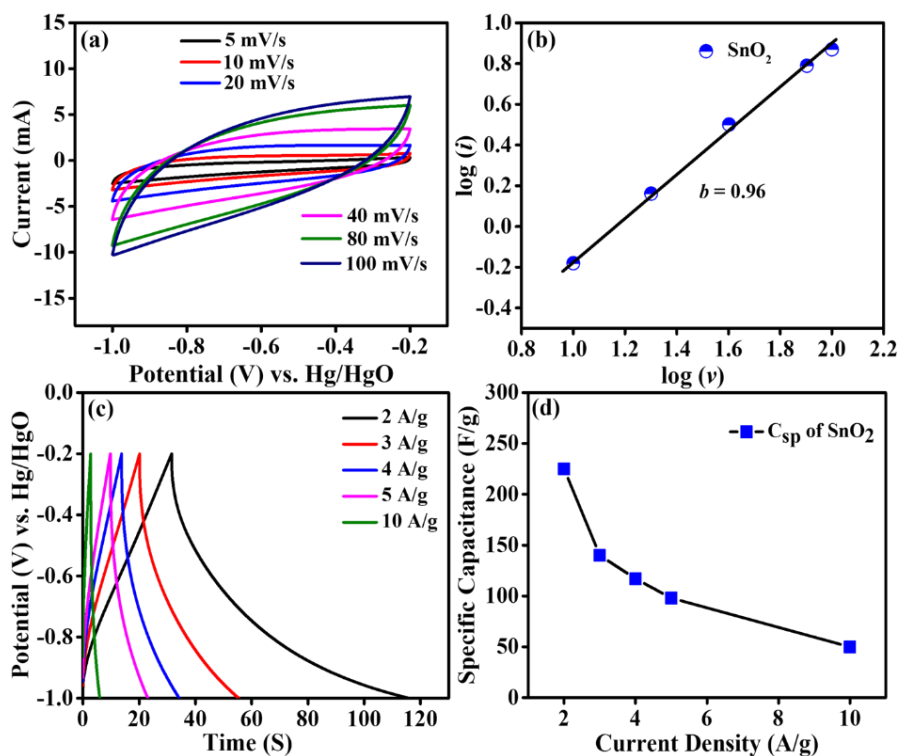 (a)
5 mV/s
10 mV/s
20 mV/s
40 mV/s
80 mV/s
100 mV/s
Current (mA)
15
10
5
0
-5
-10
-15
-1.0 -0.8 -0.6 -0.4 -0.2
Potential (V) vs. Hg/HgO
(b)
SnO₂
b = 0.96
log (i)
1.2
0.8
0.4
0.0
-0.4
0.8 1.0 1.2 1.4 1.6 1.8 2.0 2.2
log (v)
(c)
2 A/g
3 A/g
4 A/g
5 A/g
10 A/g
Potential (V) vs. Hg/HgO
0.0
-0.2
-0.4
-0.6
-0.8
-1.0
0 20 40 60 80 100 120
Time (S)
(d)
Csp of SnO₂
Specific Capacitance (F/g)
300
250
200
150
100
50
0
2 4 6 8 10
Current Density (A/g)